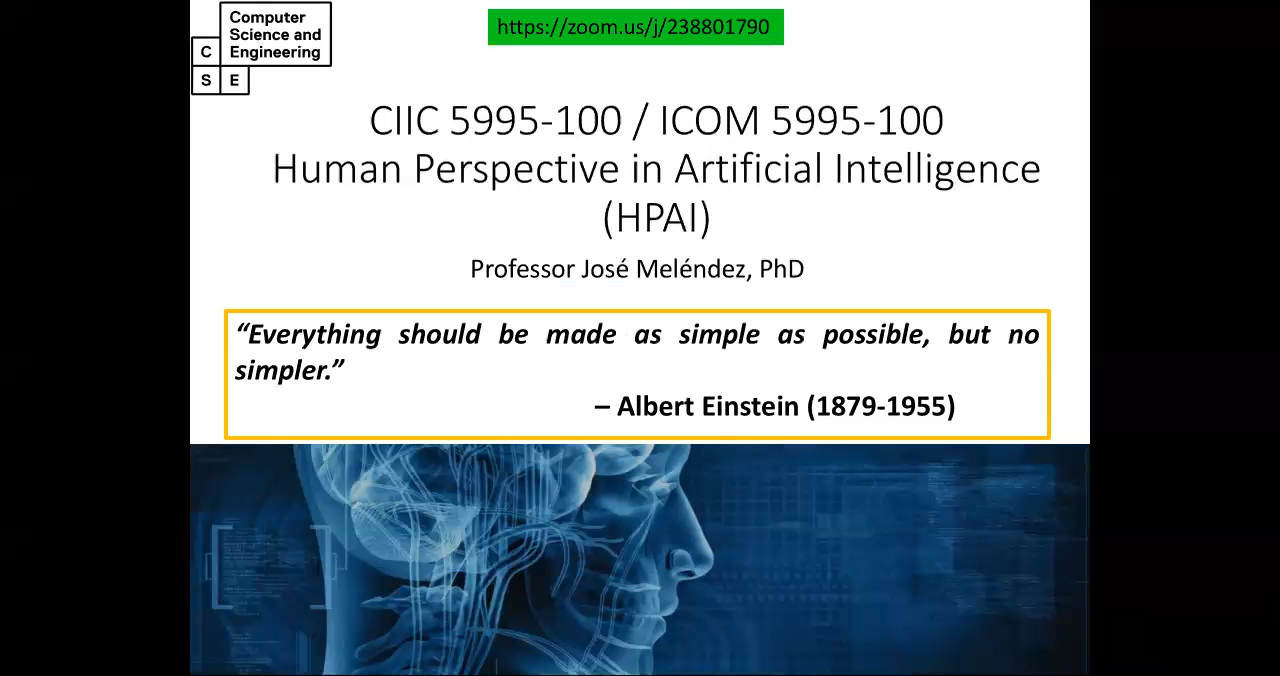 Computer
Science and
Engineering
C
S E
https://zoom.us/j/238801790
CIIC 5995-100 / ICOM 5995-100
Human Perspective in Artificial Intelligence
(HPAI)
Professor José Meléndez, PhD
“Everything should be made as simple as possible, but no
simpler.”
– Albert Einstein (1879-1955)